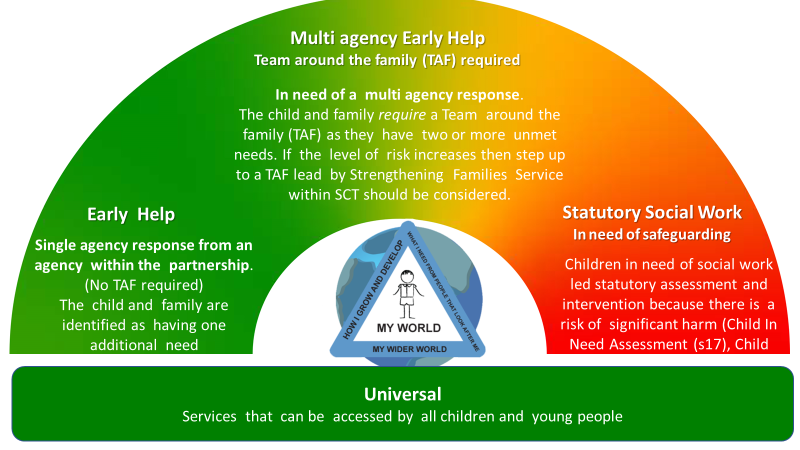 Multi agency Early Help
Team around the family (TAF) required
In need of a multi agency response.
The child and family require a Team around the
family (TAF) as they have two or more unmet
needs. If the level of risk increases then step up
to a TAF lead by Strengthening Families Service
within SCT should be considered.
Early Help
Single agency response from an
agency within the partnership.
(No TAF required)
The child and family are
identified as having one
additional need
HOW I GROW AND DEVELOP
WHAT I NEED FROM PEOPLE THAT LOOK AFTER ME
MY WORLD
MY WIDER WORLD
Statutory Social Work
In need of safeguarding
Children in need of social work
led statutory assessment and
intervention because there is a
risk of significant harm (Child In
Need Assessment (s17), Child
Universal
Services that can be accessed by all children and young people